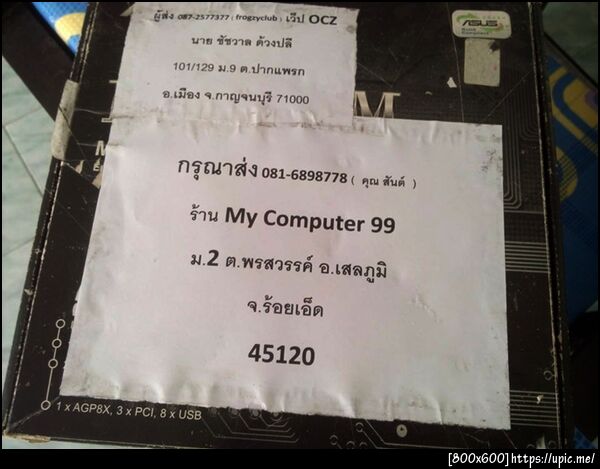 ผู้ส่ง 087-2577377 ( frogzyclub ) เว็ป OCZ
นาย ชัชวาล ด้วงปลี
101/129 ม.9 ต.ปากแพรก
อ.เมือง จ.กาญจนบุรี 71000
ASUS
กรุณาส่ง 081-6898778 ( คุณ สันต์ )
ร้าน My Computer 99
ม.2 ต.พรสวรรค์ อ.เสลภูมิ
จ.ร้อยเอ็ด
45120
1 x AGP8X, 3 x PCI, 8 x USB
[800x600]https://upic.me/